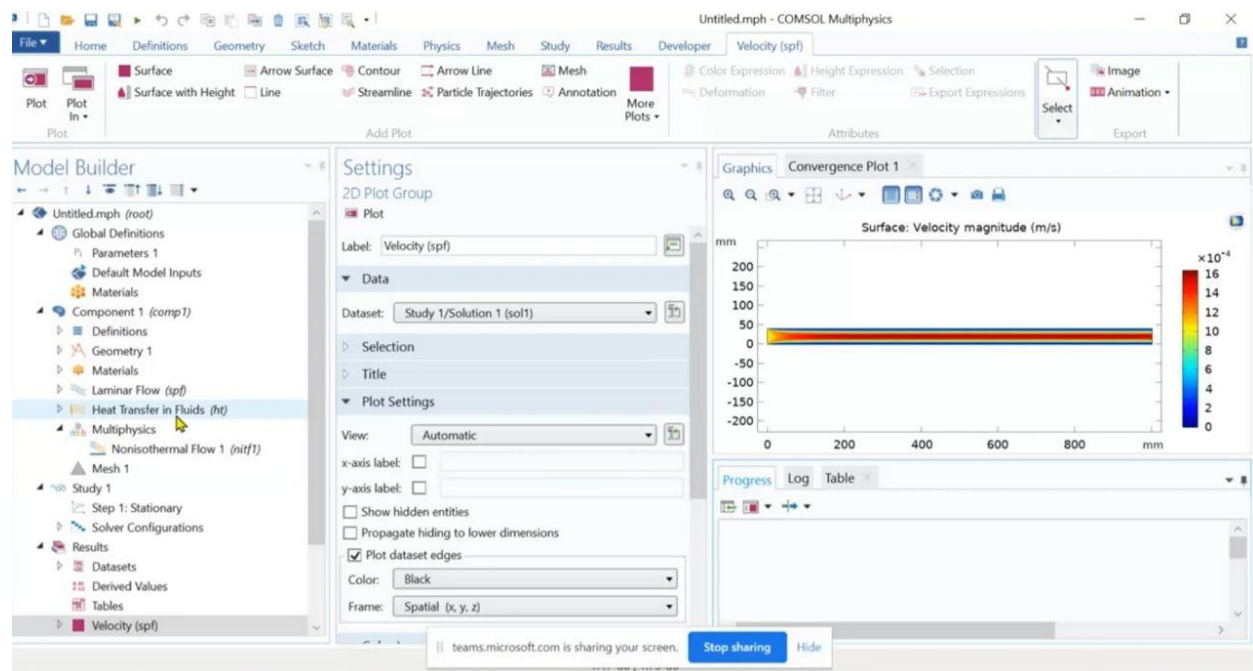 Untitled.mph - COMSOL Multiphysics
File Home Definitions Geometry Sketch Materials Physics Mesh Study Results Developer Velocity (spf)
Surface Arrow Surface Contour Arrow Line Mesh Color Expression Height Expression Selection Image
Plot Plot In Surface with Height Line Streamline Particle Trajectories Annotation More Plots Deformation Filter Export Expressions Select Animation
Plot Add Plot Attributes Export
Model Builder
Untitled.mph (root)
Global Definitions
Pi Parameters 1
Default Model Inputs
Materials
Component 1 (comp1)
Definitions
Geometry 1
Materials
Laminar Flow (spf)
Heat Transfer in Fluids (ht)
Multiphysics
Nonisothermal Flow 1 (nitf1)
Mesh 1
Study 1
Step 1: Stationary
Solver Configurations
Results
Datasets
Derived Values
Tables
Velocity (spf)
Settings
2D Plot Group
Plot
Label: Velocity (spf)
Data
Dataset: Study 1/Solution 1 (sol1)
Selection
Title
Plot Settings
View: Automatic
x-axis label:
y-axis label:
Show hidden entities
Propagate hiding to lower dimensions
Plot dataset edges
Color: Black
Frame: Spatial (x, y, z)
Graphics Convergence Plot 1
Surface: Velocity magnitude (m/s)
mm
200
150
100
50
0
-50
-100
-150
-200
0 200 400 600 800 mm
×10⁻⁴
16
14
12
10
8
6
4
2
0
Progress Log Table
teams.microsoft.com is sharing your screen. Stop sharing Hide